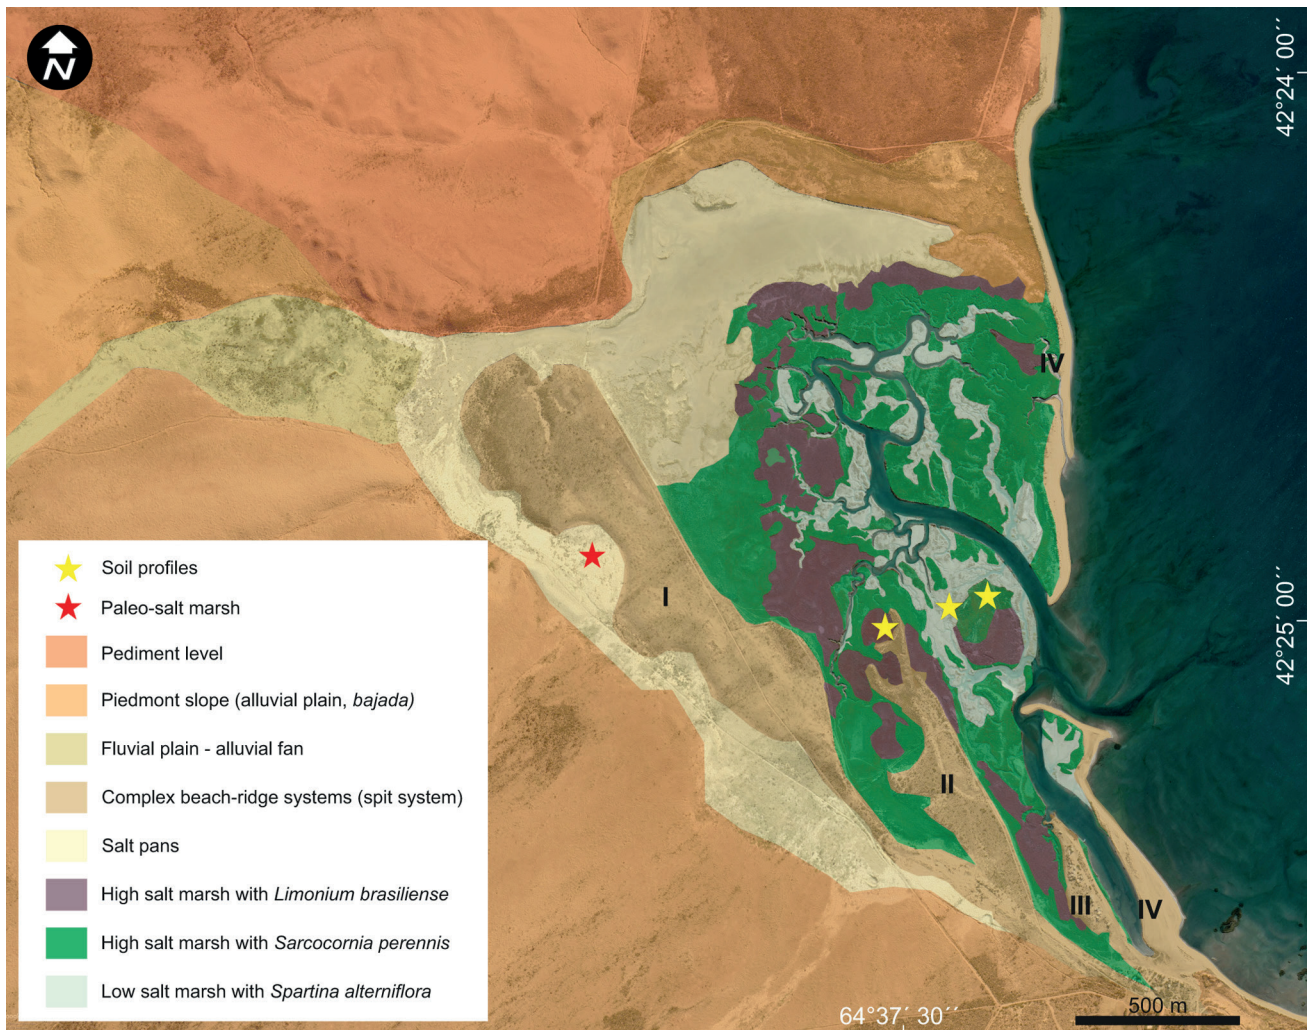 N
42°24´ 00´´
IV
I
42°25´ 00´´
II
III
IV
Soil profiles
Paleo-salt marsh
Pediment level
Piedmont slope (alluvial plain, bajada)
Fluvial plain - alluvial fan
Complex beach-ridge systems (spit system)
Salt pans
High salt marsh with Limonium brasiliense
High salt marsh with Sarcocornia perennis
Low salt marsh with Spartina alterniflora
64°37´ 30´´
500 m